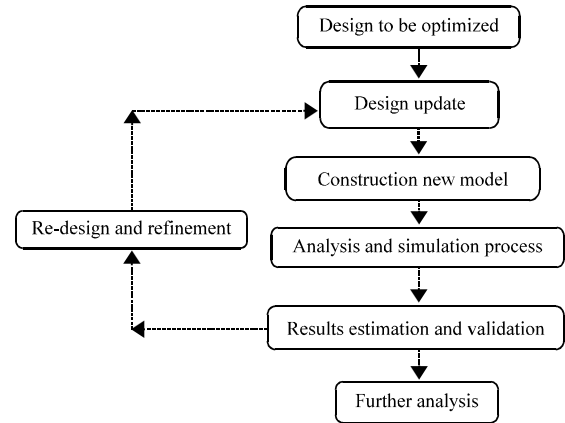 Design to be optimized
Design update
Construction new model
Re-design and refinement
Analysis and simulation process
Results estimation and validation
Further analysis